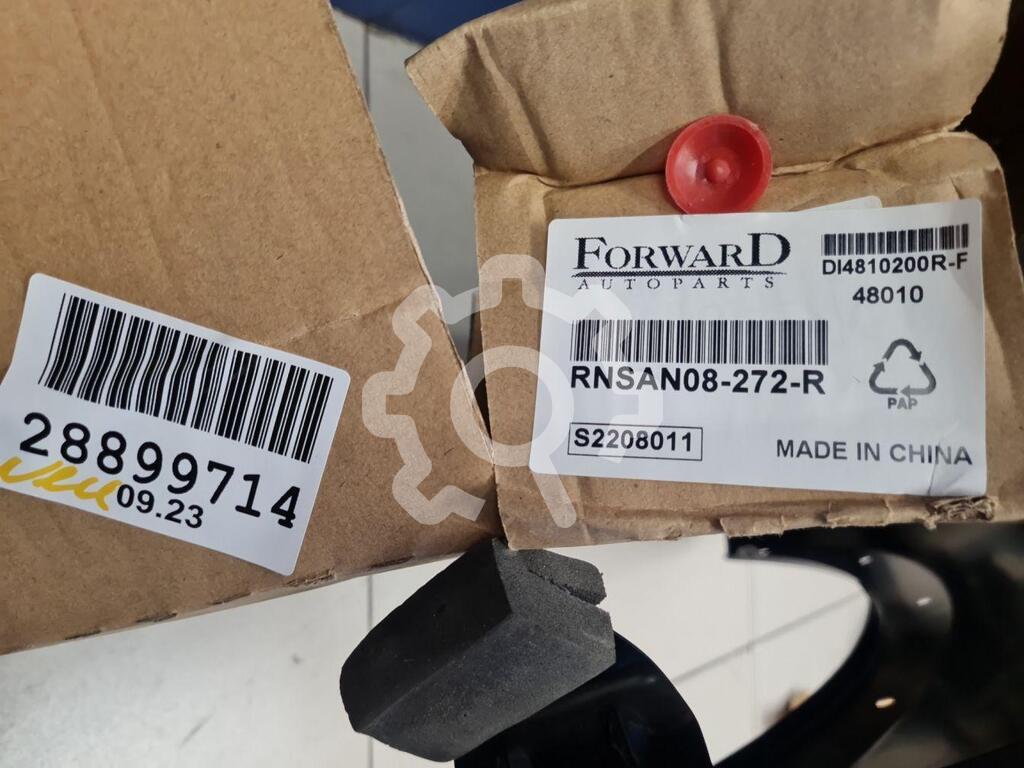 28899714
09.23
FORWARD
AUTOPARTS
DI4810200R-F
48010
RNSAN08-272-R
PAP
S2208011
MADE IN CHINA